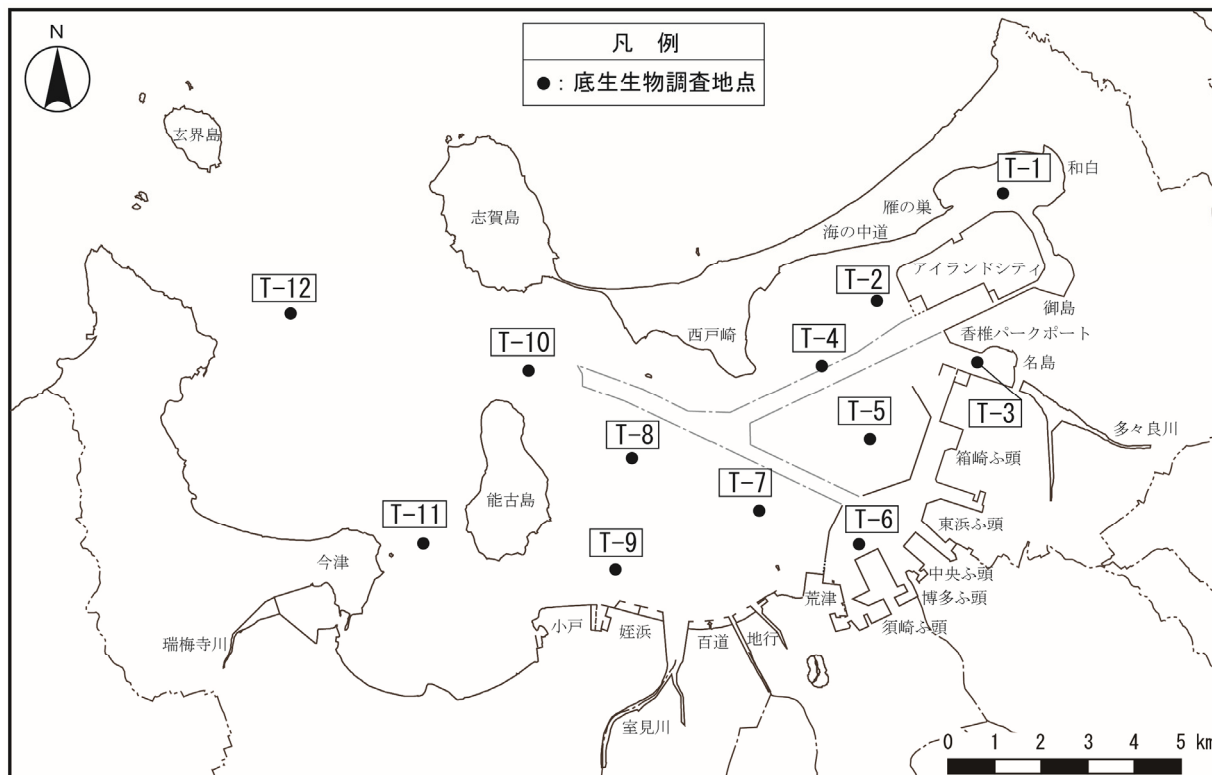 N
凡 例
●：底生生物調査地点
玄界島
志賀島
和白
T-1
雁の巣
海の中道
アイランドシティ
T-2
T-12
御島
西戸崎
香椎パークポート
T-4
T-10
名島
T-3
T-5
多々良川
T-8
箱崎ふ頭
能古島
T-7
T-11
T-6
東浜ふ頭
T-9
今津
中央ふ頭
荒津
博多ふ頭
小戸
姪浜
百道
地行
須崎ふ頭
瑞梅寺川
室見川
0 1 2 3 4 5 km